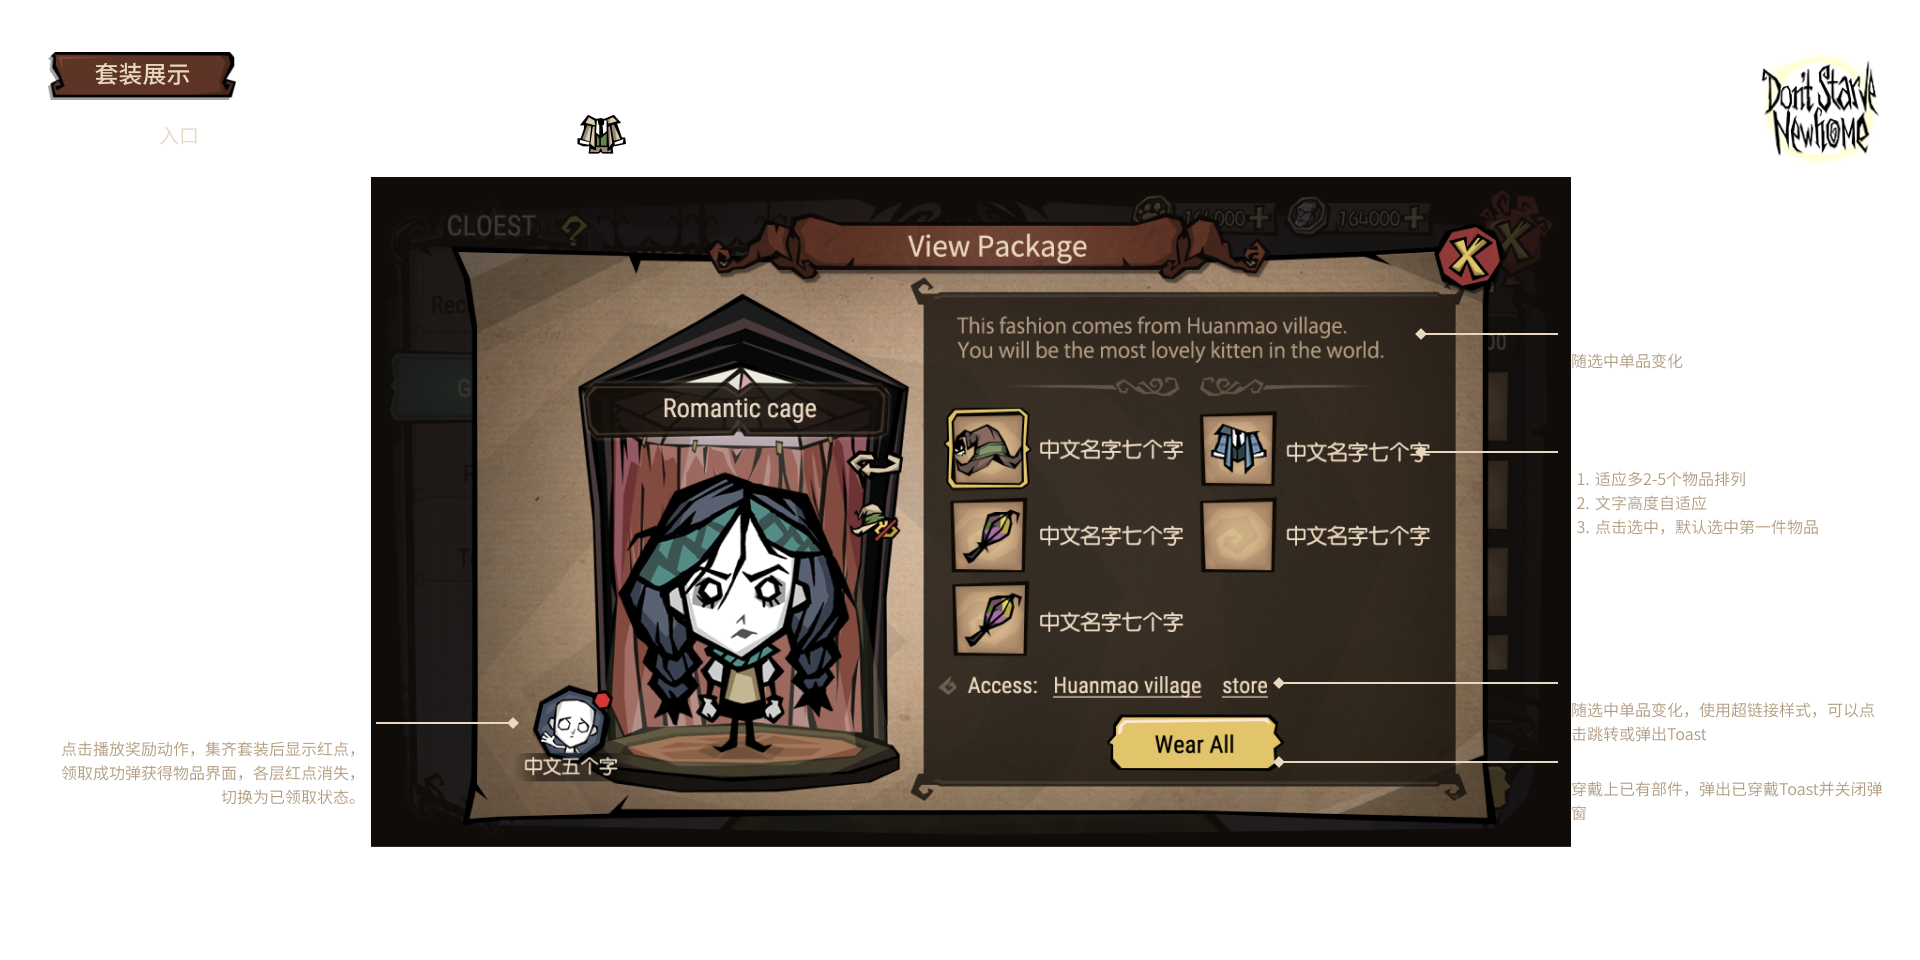 套装展示
Don't Starve
Newhome
入口
CLOEST ?
164000
164000
View Package
Rec
G
This fashion comes from Huanmao village.
You will be the most lovely kitten in the world.
随选中单品变化
Romantic cage
中文名字七个字
中文名字七个字
1. 适应多2-5个物品排列
2. 文字高度自适应
3. 点击选中，默认选中第一件物品
中文名字七个字
中文名字七个字
中文名字七个字
Access: Huanmao village store
随选中单品变化，使用超链接样式，可以点
击跳转或弹出Toast
Wear All
点击播放奖励动作，集齐套装后显示红点，
领取成功弹获得物品界面，各层红点消失，
切换为已领取状态。
中文五个字
穿戴上已有部件，弹出已穿戴Toast并关闭弹
窗